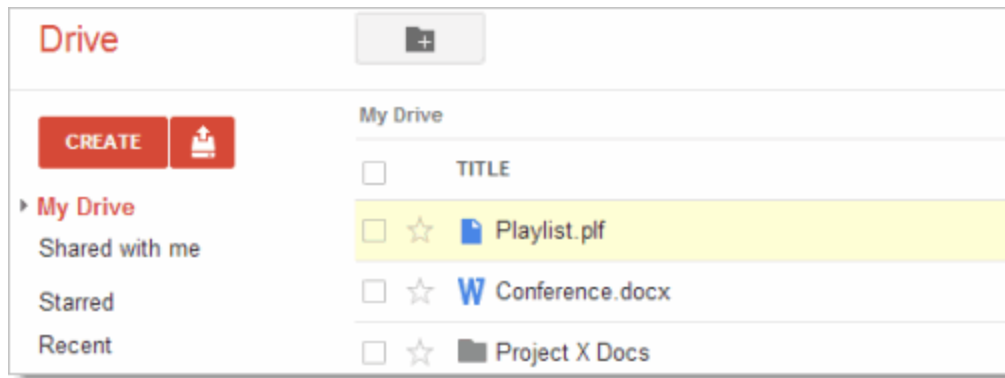 Drive
CREATE
My Drive
Shared with me
Starred
Recent
My Drive
TITLE
Playlist.plf
Conference.docx
Project X Docs